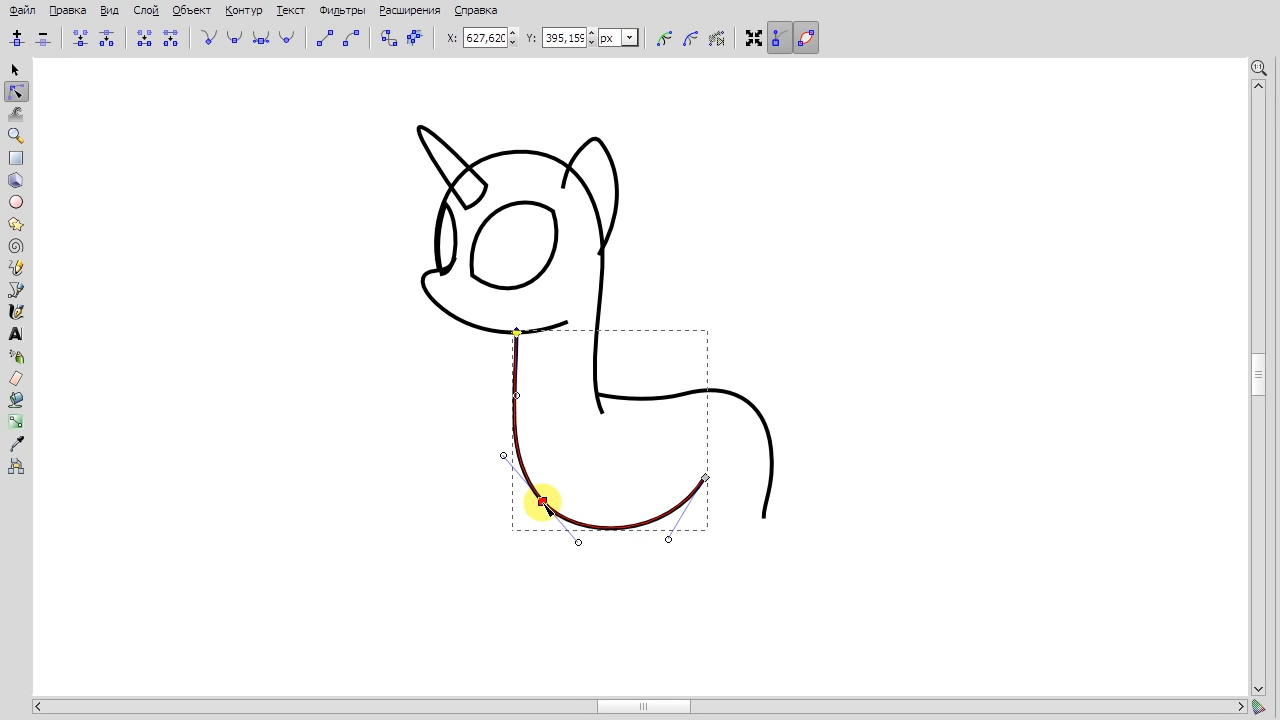 Файл Правка Вид Слой Объект Контур Текст Фильтры Расширения Справка
X: 627,620 Y: 395,159 px